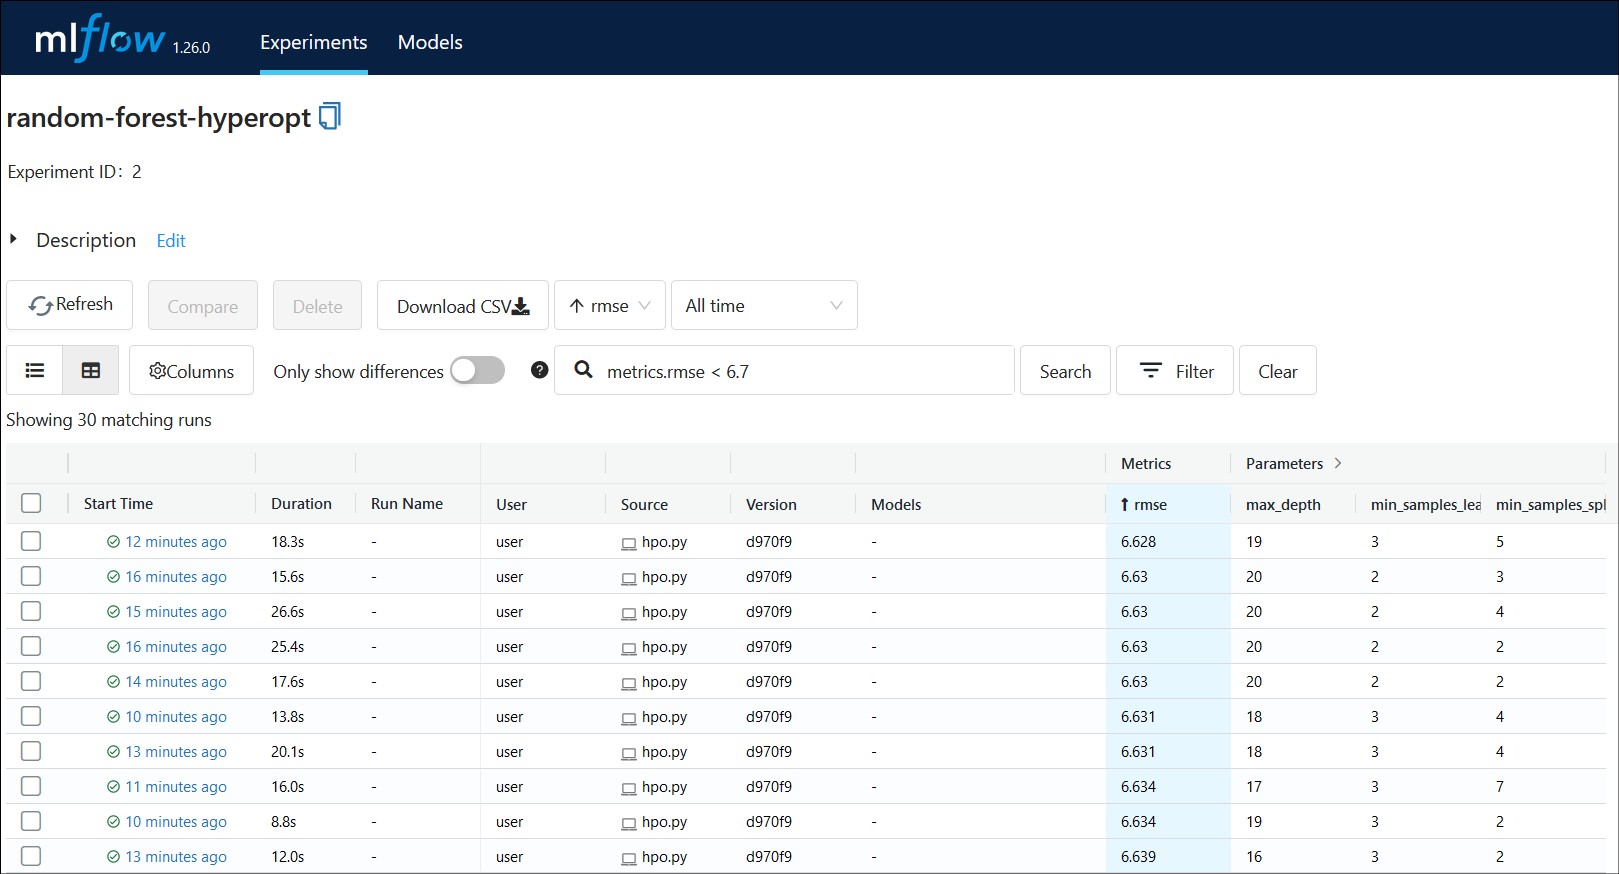 mlflow 1.26.0 Experiments Models
random-forest-hyperopt
Experiment ID: 2
Description Edit
Refresh Compare Delete Download CSV rmse All time
Columns Only show differences ? metrics.rmse < 6.7 Search Filter Clear
Showing 30 matching runs
Metrics Parameters >
Start Time Duration Run Name User Source Version Models ↑ rmse max_depth min_samples_lea min_samples_spl
12 minutes ago 18.3s - user hpo.py d970f9 - 6.628 19 3 5
16 minutes ago 15.6s - user hpo.py d970f9 - 6.63 20 2 3
15 minutes ago 26.6s - user hpo.py d970f9 - 6.63 20 2 4
16 minutes ago 25.4s - user hpo.py d970f9 - 6.63 20 2 2
14 minutes ago 17.6s - user hpo.py d970f9 - 6.63 20 2 2
10 minutes ago 13.8s - user hpo.py d970f9 - 6.631 18 3 4
13 minutes ago 20.1s - user hpo.py d970f9 - 6.631 18 3 4
11 minutes ago 16.0s - user hpo.py d970f9 - 6.634 17 3 7
10 minutes ago 8.8s - user hpo.py d970f9 - 6.634 19 3 2
13 minutes ago 12.0s - user hpo.py d970f9 - 6.639 16 3 2